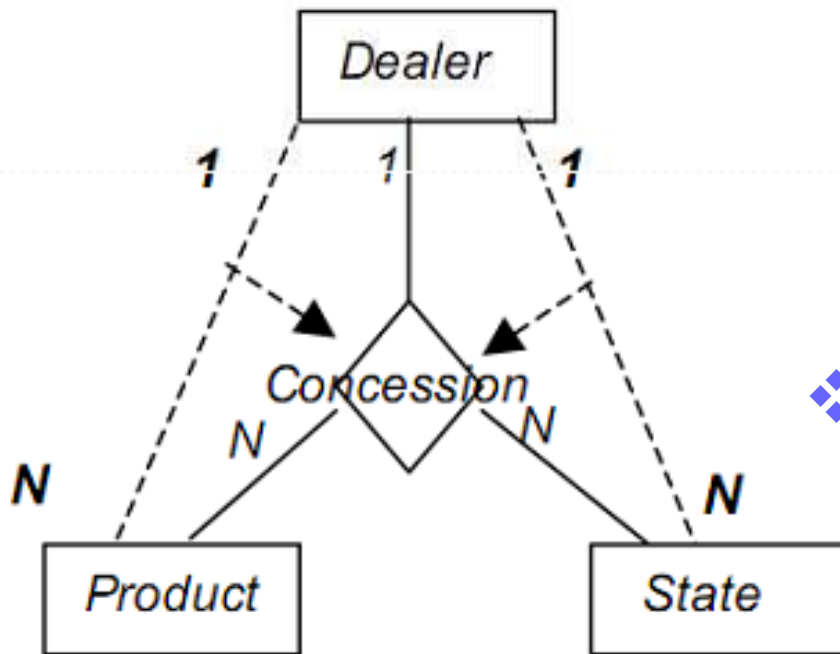 Dealer
1 1 1
Concession
N N
N N
Product State